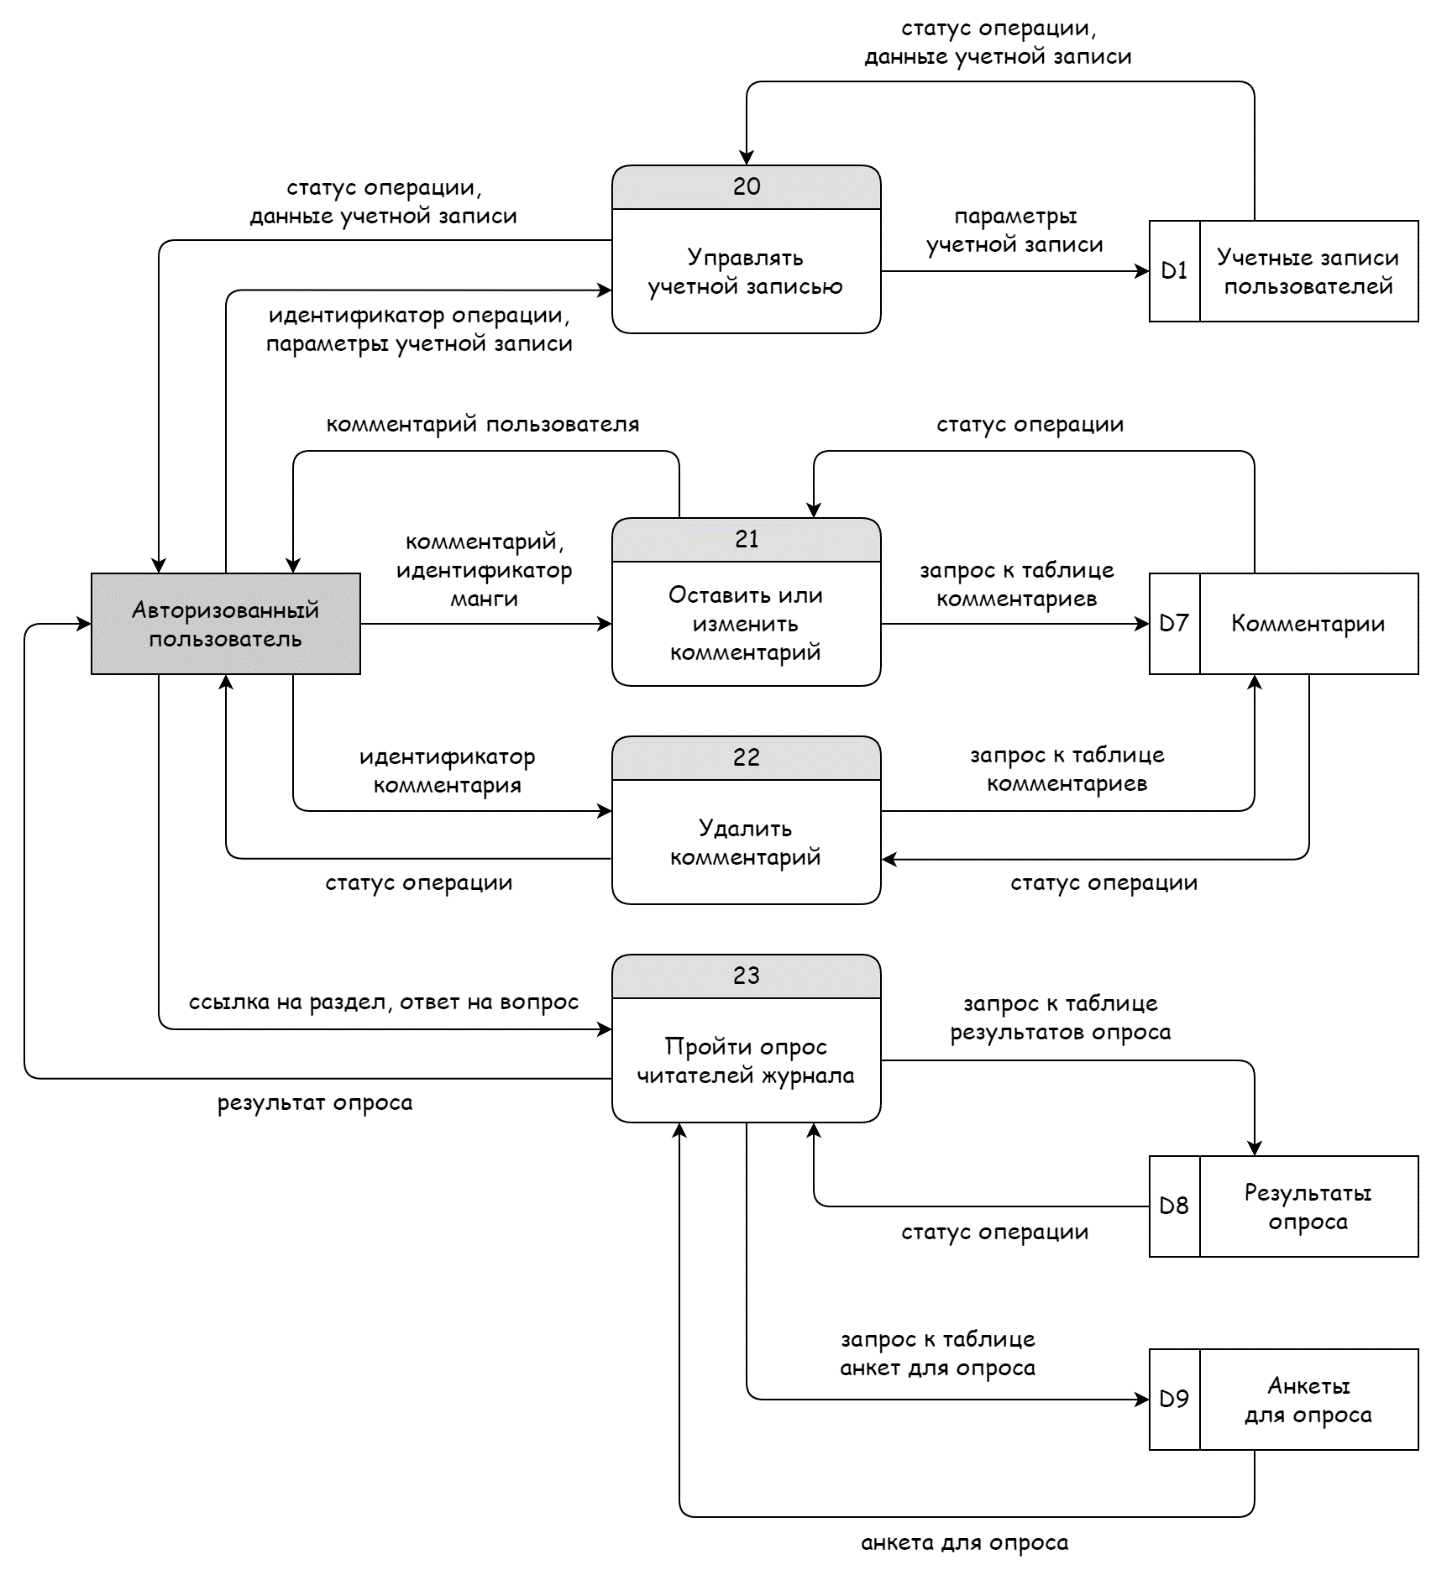 статус операции,
данные учетной записи
20
Управлять
учетной записью
статус операции,
данные учетной записи
идентификатор операции,
параметры учетной записи
параметры
учетной записи
D1
Учетные записи
пользователей
комментарий пользователя
статус операции
21
Оставить или
изменить
комментарий
комментарий,
идентификатор
манги
запрос к таблице
комментариев
Авторизованный
пользователь
D7
Комментарии
22
Удалить
комментарий
идентификатор
комментария
запрос к таблице
комментариев
статус операции
статус операции
23
Пройти опрос
читателей журнала
ссылка на раздел, ответ на вопрос
запрос к таблице
результатов опроса
результат опроса
D8
Результаты
опроса
статус операции
запрос к таблице
анкет для опроса
D9
Анкеты
для опроса
анкета для опроса